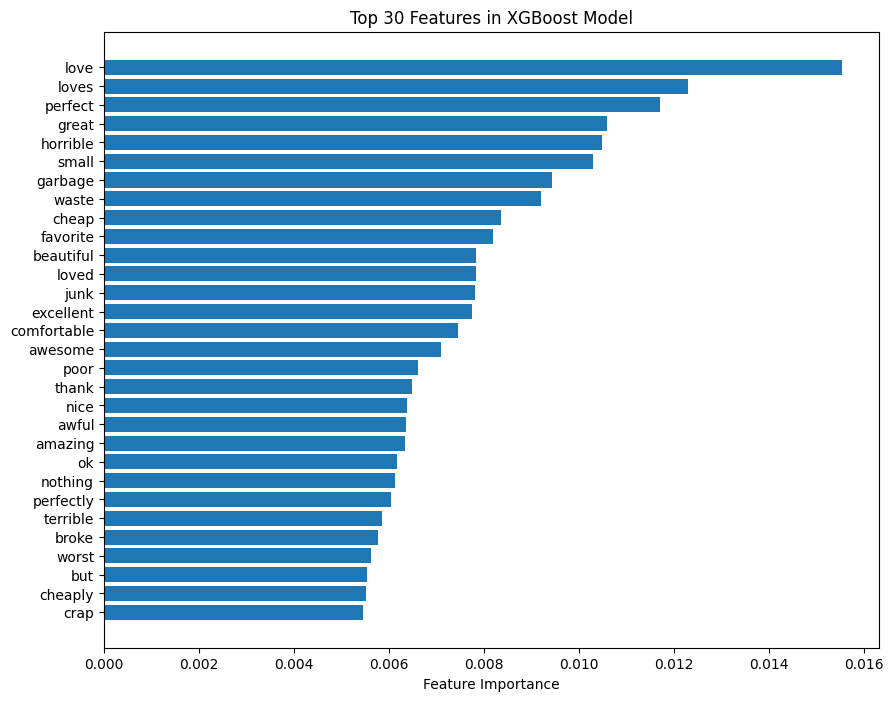 Top 30 Features in XGBoost Model
love
loves
perfect
great
horrible
small
garbage
waste
cheap
favorite
beautiful
loved
junk
excellent
comfortable
awesome
poor
thank
nice
awful
amazing
ok
nothing
perfectly
terrible
broke
worst
but
cheaply
crap
0.000 0.002 0.004 0.006 0.008 0.010 0.012 0.014 0.016
Feature Importance